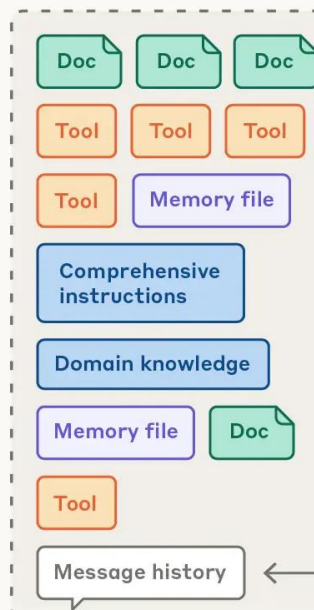 Doc Doc Doc
Tool Tool Tool
Tool Memory file
Comprehensive
instructions
Domain knowledge
Memory file Doc
Tool
Message history